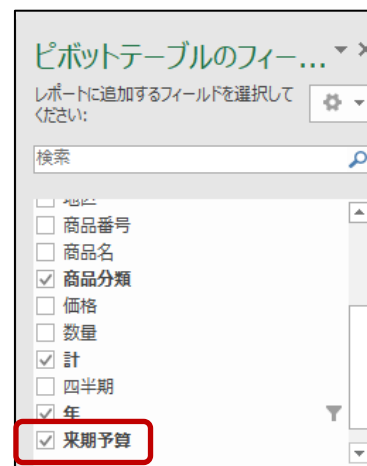 ピボットテーブルのフィー...
レポートに追加するフィールドを選択して
ください:
検索
地区
商品番号
商品名
商品分類
価格
数量
計
四半期
年
来期予算